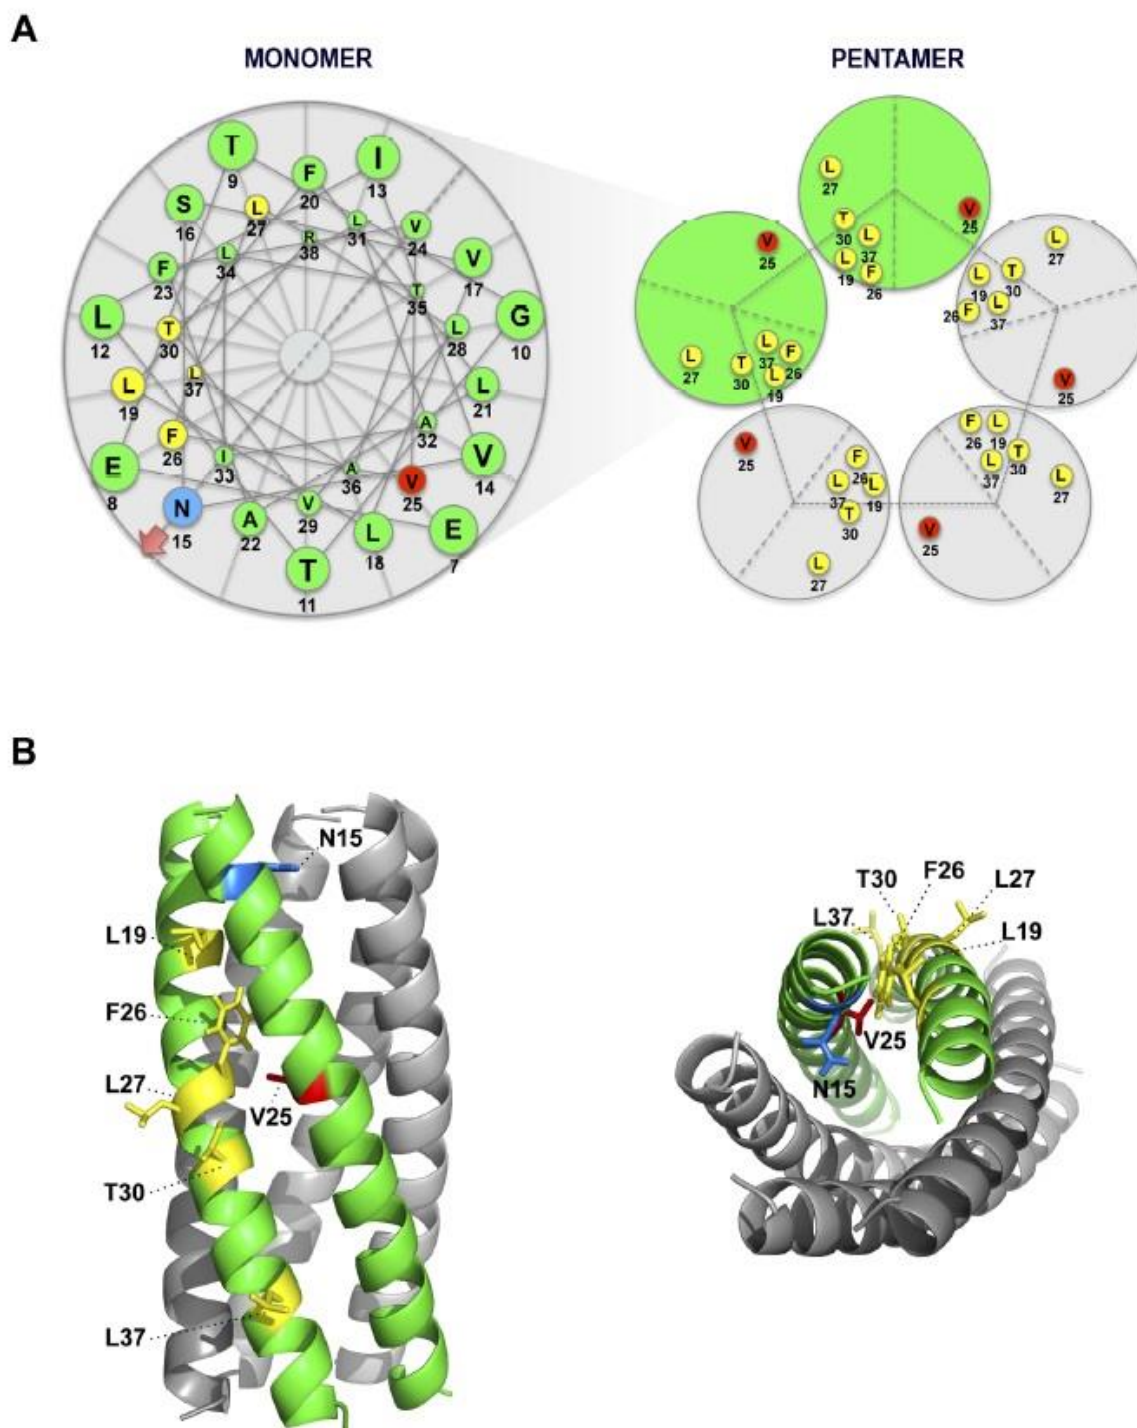 A
MONOMER
PENTAMER
T
9
F
20
I
13
S
16
L
27
R
38
L
31
V
24
L
34
V
17
F
23
T
35
L
12
T
30
L
28
G
10
L
37
L
19
L
21
A
32
F
26
E
8
I
33
A
36
V
25
V
14
N
15
A
22
V
29
L
18
E
7
T
11
L
27
V
25
T
30
L
37
L
19
F
26
V
25
L
27
T
30
L
37
F
26
L
19
L
27
L
19
T
30
F
26
L
37
V
25
V
25
F
26
L
37
L
19
T
30
L
27
F
26
L
19
L
37
T
30
L
27
V
25
B
N15
L19
F26
L27
V25
T30
L37
F26
T30
L27
L37
L19
V25
N15